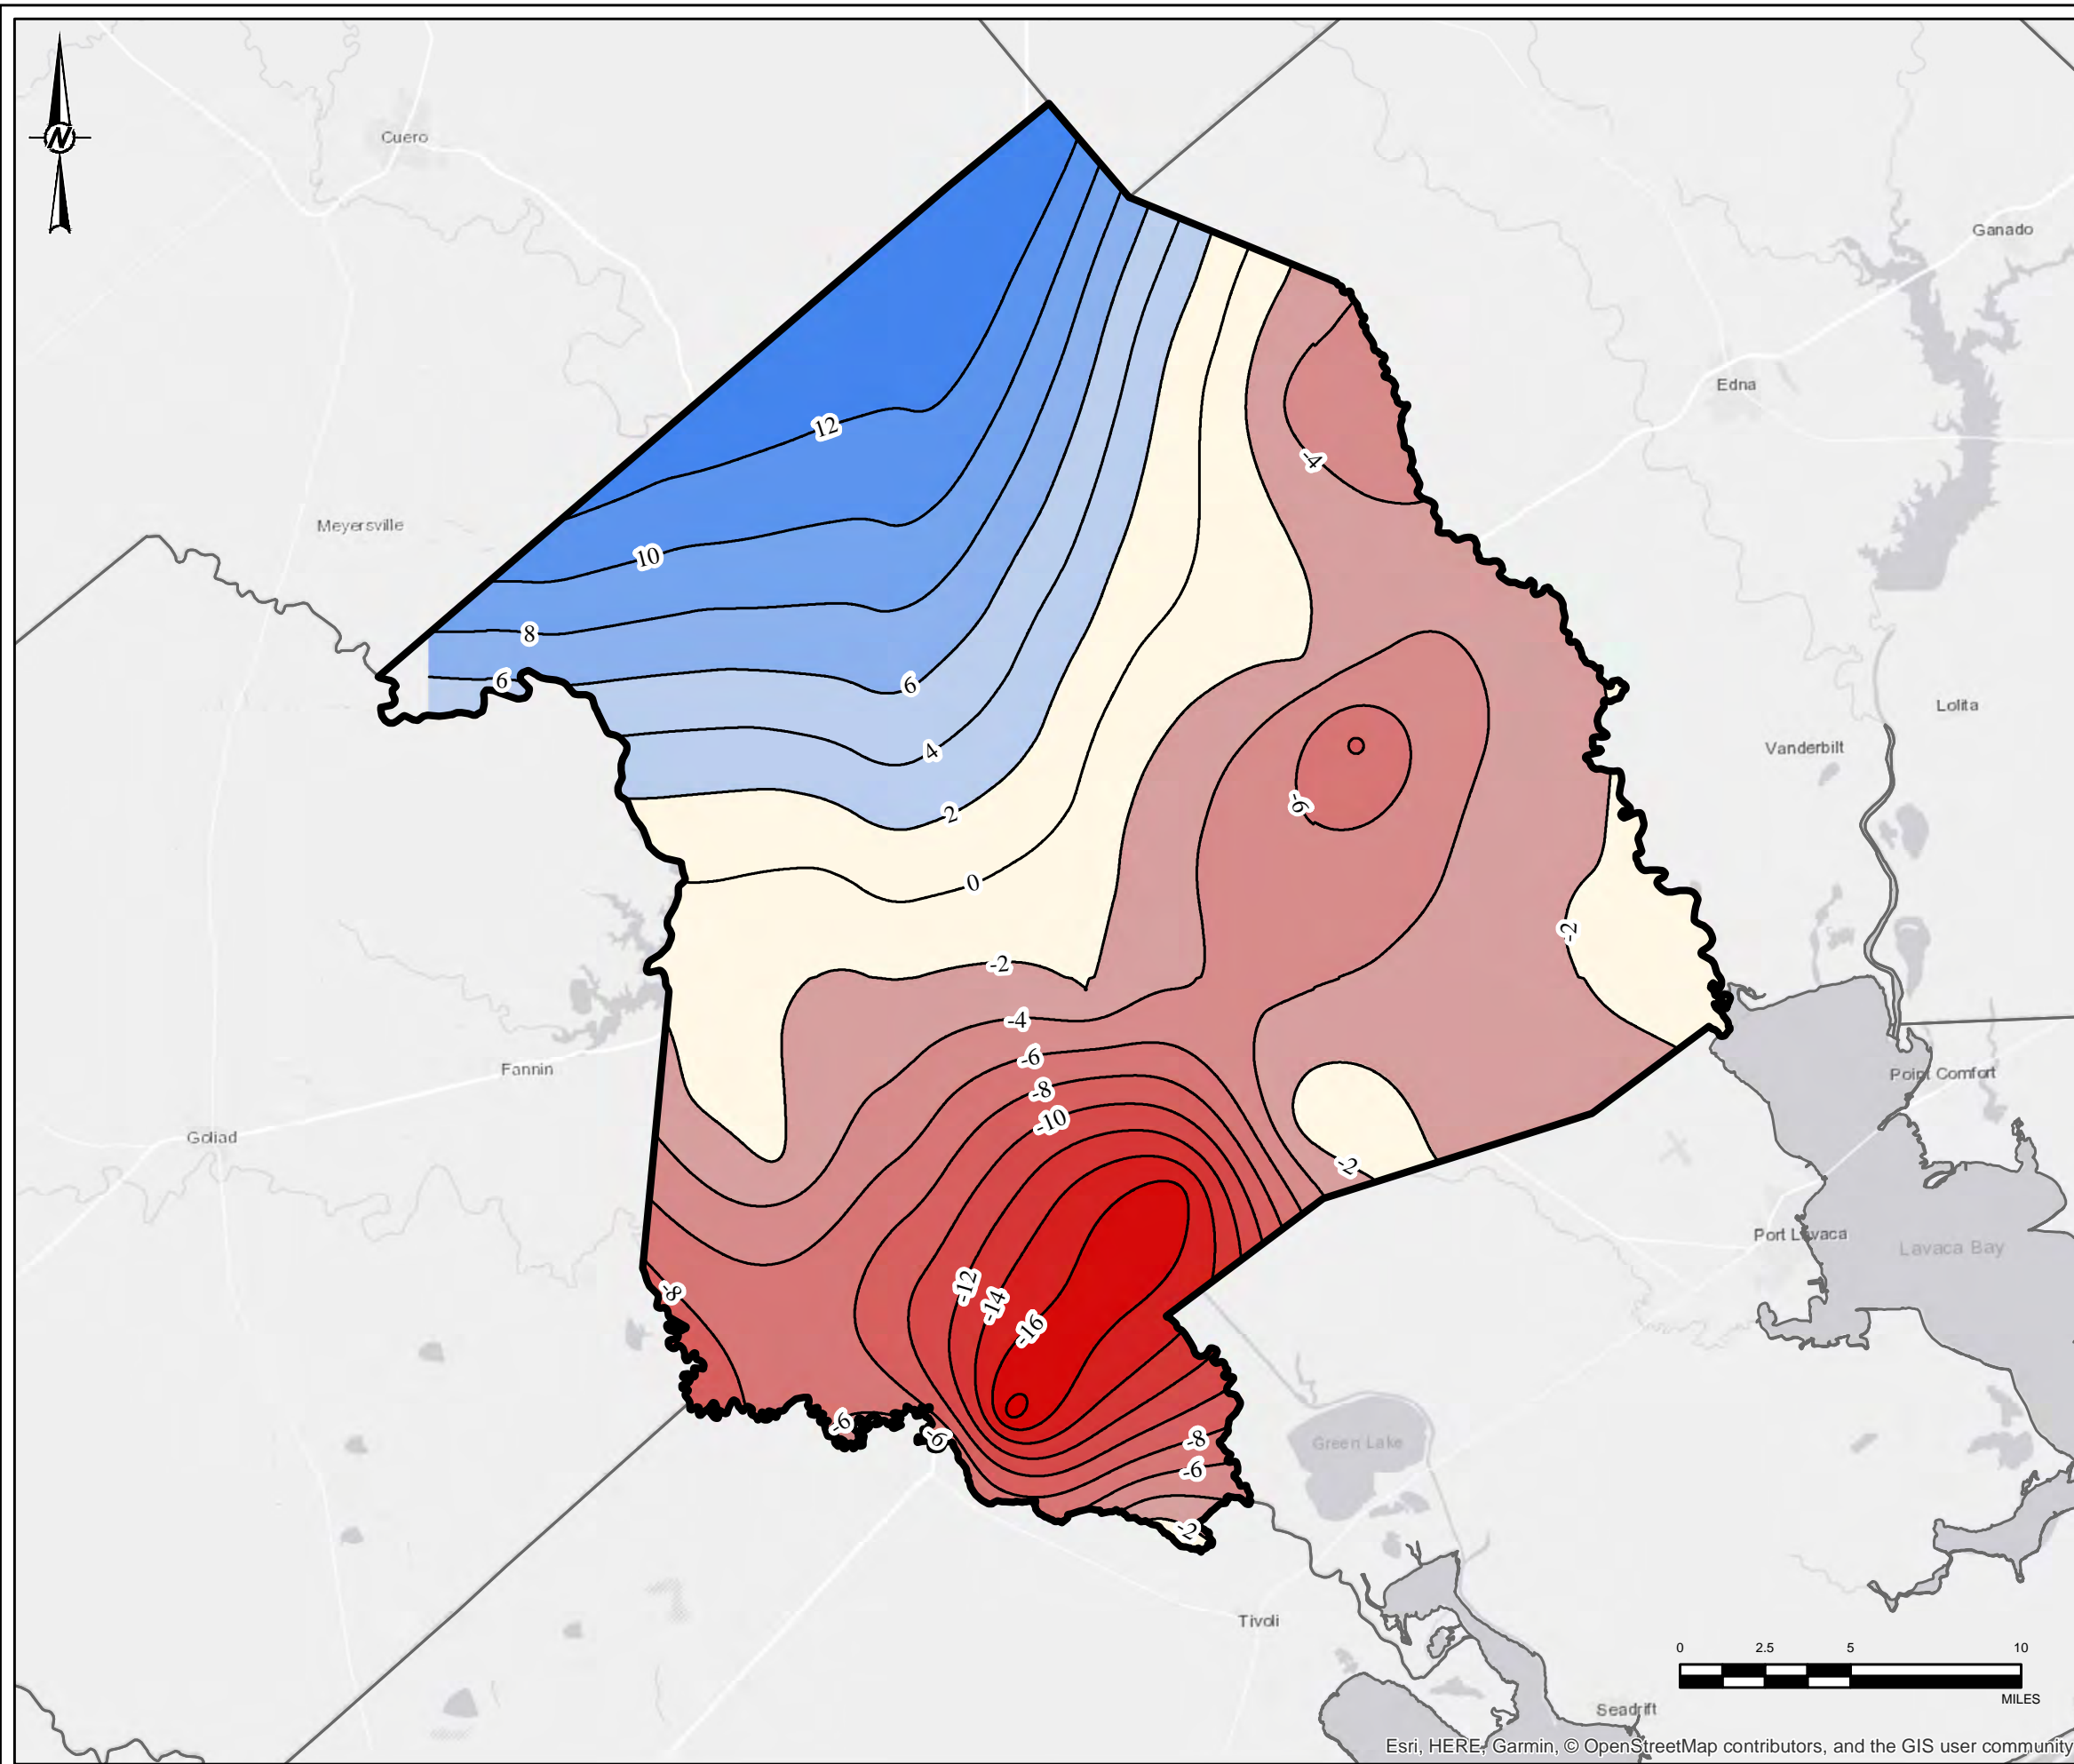 N
Cuero
Ganado
Edna
12
-4
Meyersville
10
8
6
6
Lolita
Vanderbilt
4
-6
2
0
-2
-2
-4
-6
Fannin
Point Comfort
-8
-10
Goliad
-2
Port Lavaca
Lavaca Bay
-12
-8
-14
-16
-6
-6
-8
Green Lake
-6
-2
Tivoli
0 2.5 5 10
MILES
Seadrift
Esri, HERE, Garmin, © OpenStreetMap contributors, and the GIS user community